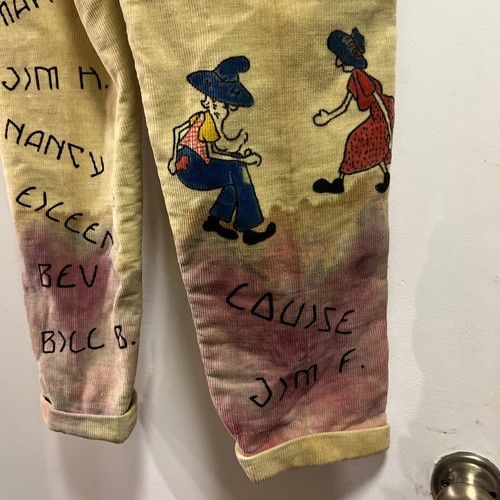 JIM H.
NANCY
EILEEN
BEV
BILL B.
LOUISE
JIM F.